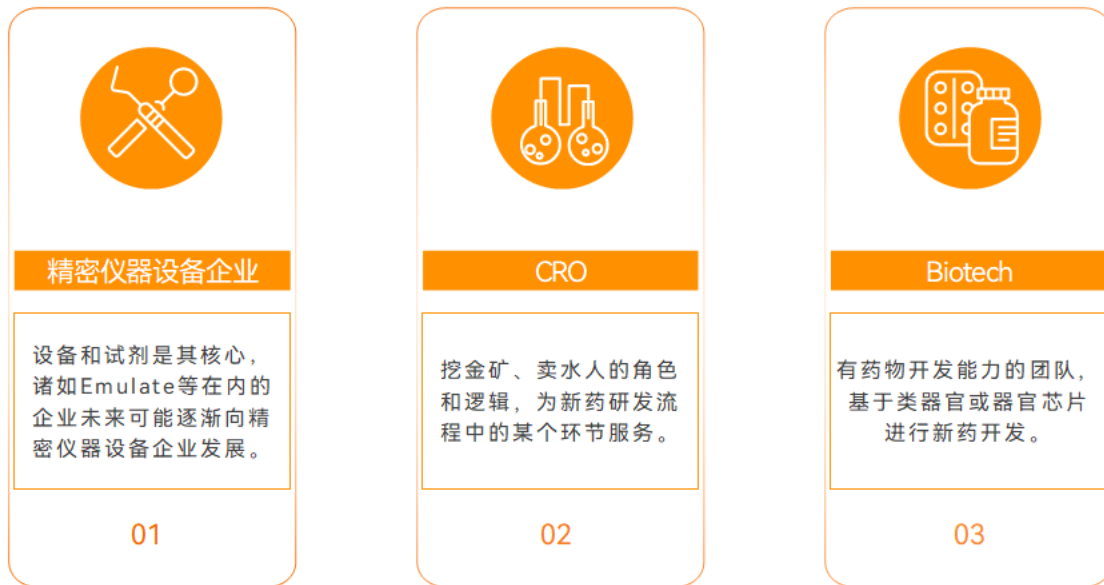 精密仪器设备企业
设备和试剂是其核心，
诸如Emulate等在内的
企业未来可能逐渐向精
密仪器设备企业发展。
01
CRO
挖金矿、卖水人的角色
和逻辑，为新药研发流
程中的某个环节服务。
02
Biotech
有药物开发能力的团队，
基于类器官或器官芯片
进行新药开发。
03